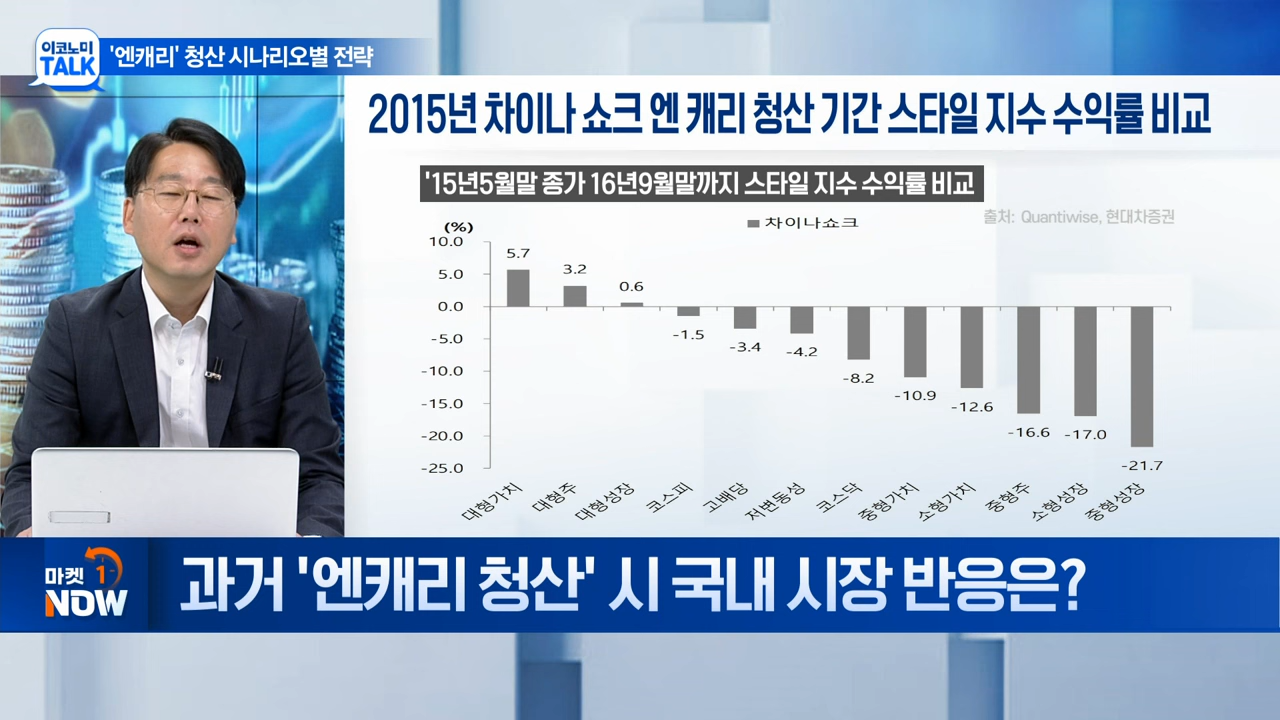 이코노미
TALK
'엔캐리' 청산 시나리오별 전략
2015년 차이나 쇼크 엔 캐리 청산 기간 스타일 지수 수익률 비교
'15년5월말 종가 16년9월말까지 스타일 지수 수익률 비교
출처: Quantiwise, 현대차증권
(%)
차이나쇼크
10.0
5.0
0.0
-5.0
-10.0
-15.0
-20.0
-25.0
5.7
3.2
0.6
-1.5
-3.4
-4.2
-8.2
-10.9
-12.6
-16.6
-17.0
-21.7
대형가치
대형주
대형성장
코스피
고배당
저변동성
코스닥
중형가치
소형가치
중형주
소형성장
중형성장
마켓 1
NOW
과거 '엔캐리 청산' 시 국내 시장 반응은?